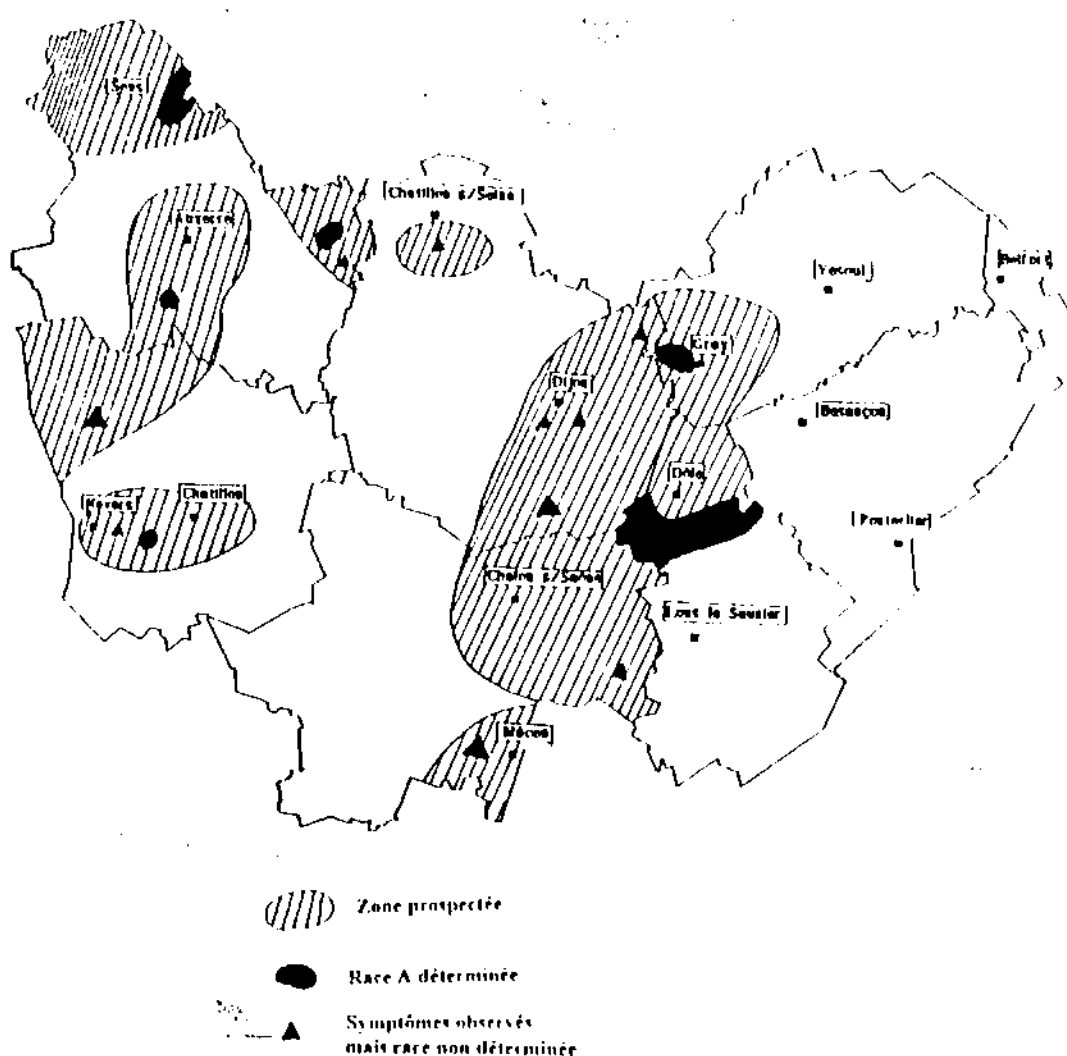 Sens
Chatillon s/Seine
Auxerre
Vesoul
Belfort
Gray
Dijon
Besançon
Dôle
Nevers
Chatillon
Pontarlier
Chalon s/Saône
Lons le Saunier
Mâcon
Zone prospectée
Race A déterminée
Symptômes observés
mais race non déterminée